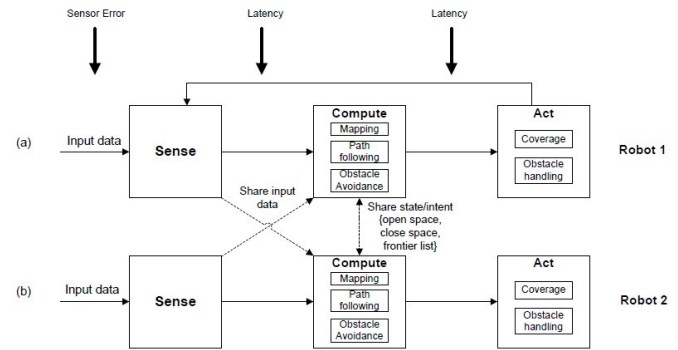 Sensor Error
Latency
Latency
(a)
Input data
Sense
Compute
Mapping
Path
following
Obstacle
Avoidance
Act
Coverage
Obstacle
handling
Robot 1
Share input
data
Share state/intent
{open space,
close space,
frontier list}
(b)
Input data
Sense
Compute
Mapping
Path
following
Obstacle
Avoidance
Act
Coverage
Obstacle
handling
Robot 2